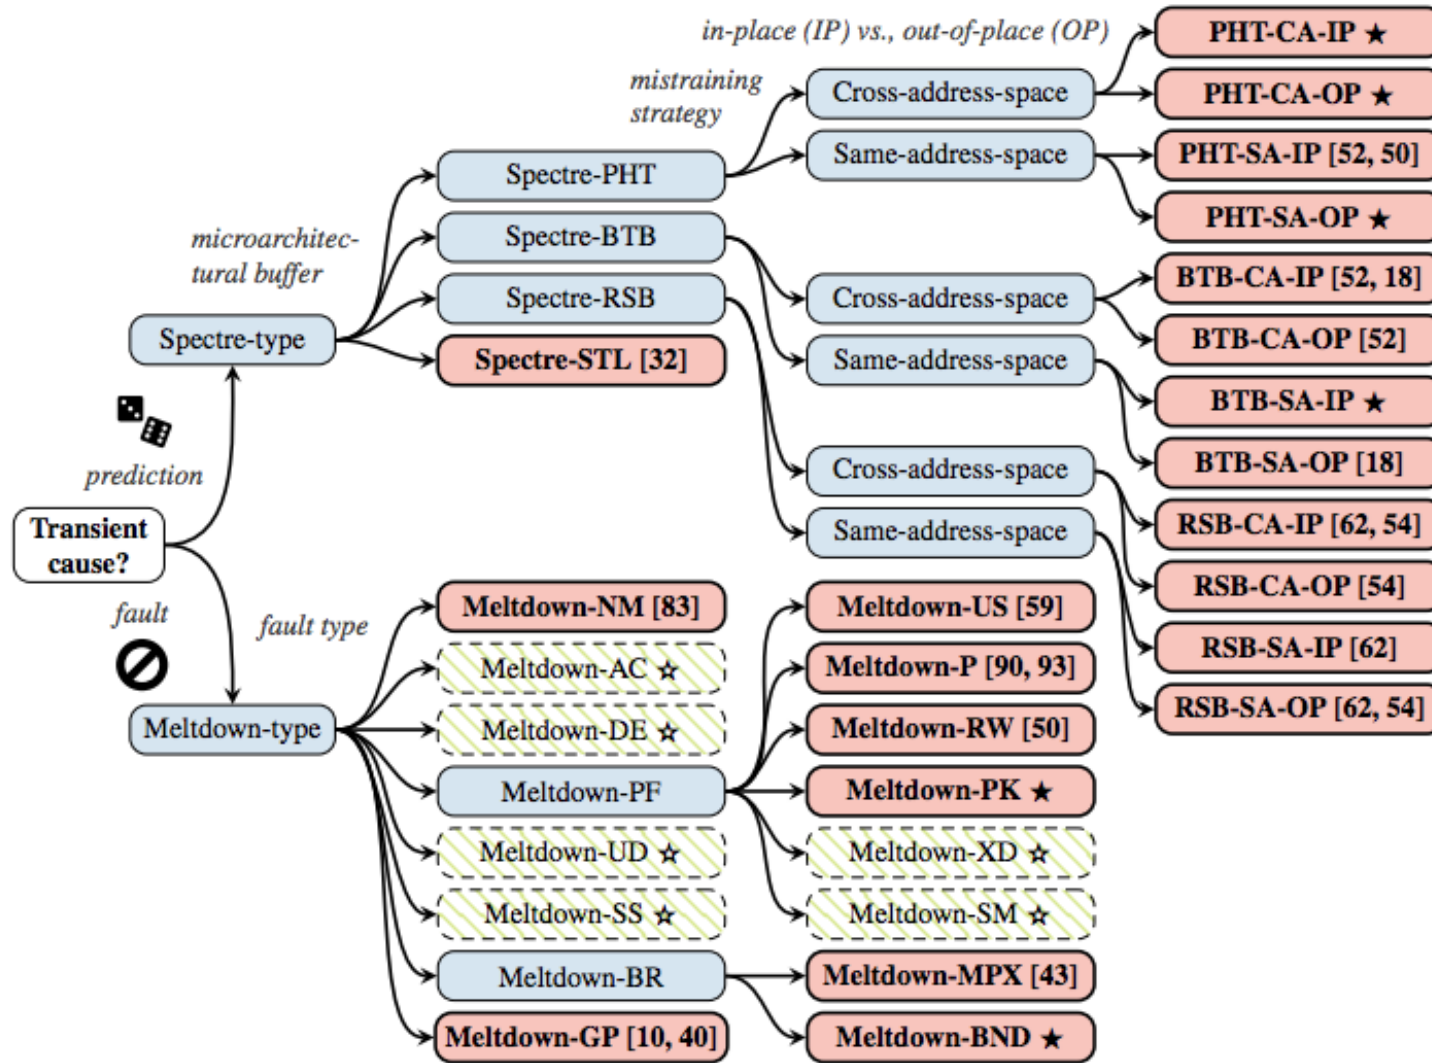 in-place (IP) vs., out-of-place (OP)
mistraining
strategy
microarchitec-
tural buffer
prediction
Transient
cause?
fault
fault type
Spectre-type
Meltdown-type
Spectre-PHT
Spectre-BTB
Spectre-RSB
Spectre-STL [32]
Meltdown-NM [83]
Meltdown-AC ☆
Meltdown-DE ☆
Meltdown-PF
Meltdown-UD ☆
Meltdown-SS ☆
Meltdown-BR
Meltdown-GP [10, 40]
Cross-address-space
Same-address-space
Cross-address-space
Same-address-space
Cross-address-space
Same-address-space
Meltdown-US [59]
Meltdown-P [90, 93]
Meltdown-RW [50]
Meltdown-PK ★
Meltdown-XD ☆
Meltdown-SM ☆
Meltdown-MPX [43]
Meltdown-BND ★
PHT-CA-IP ★
PHT-CA-OP ★
PHT-SA-IP [52, 50]
PHT-SA-OP ★
BTB-CA-IP [52, 18]
BTB-CA-OP [52]
BTB-SA-IP ★
BTB-SA-OP [18]
RSB-CA-IP [62, 54]
RSB-CA-OP [54]
RSB-SA-IP [62]
RSB-SA-OP [62, 54]